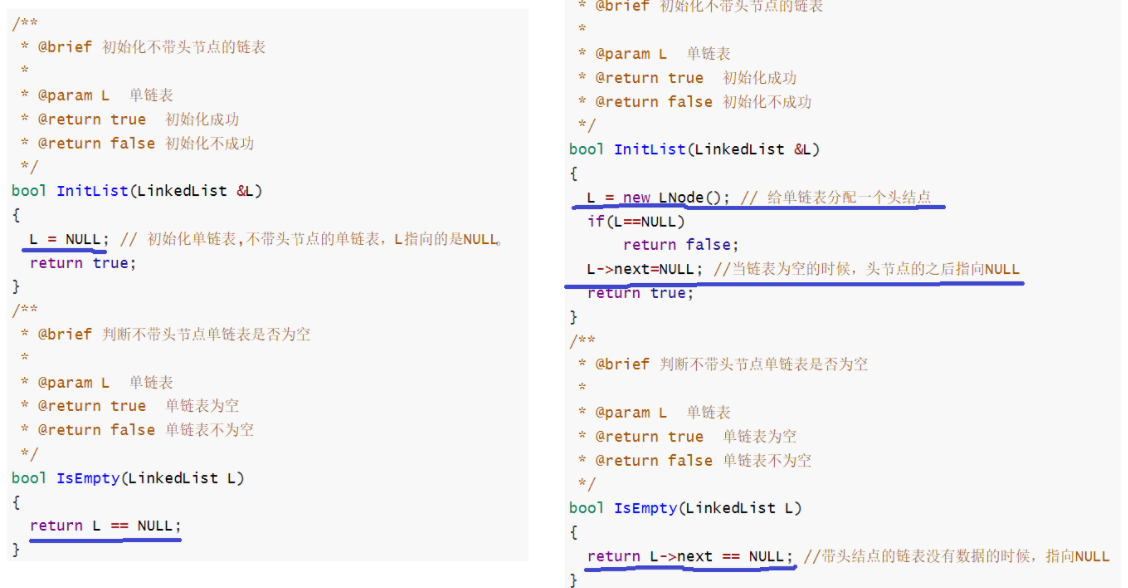 /**
* @brief 初始化不带头节点的链表
*
* @param L 单链表
* @return true 初始化成功
* @return false 初始化不成功
*/
bool InitList(LinkedList &L)
{
L = NULL; // 初始化单链表,不带头节点的单链表，L指向的是NULL。
return true;
}
/**
* @brief 判断不带头节点单链表是否为空
*
* @param L 单链表
* @return true 单链表为空
* @return false 单链表不为空
*/
bool IsEmpty(LinkedList L)
{
return L == NULL;
}
* @brief 初始化不带头节点的链表
*
* @param L 单链表
* @return true 初始化成功
* @return false 初始化不成功
*/
bool InitList(LinkedList &L)
{
L = new LNode(); // 给单链表分配一个头结点
if(L==NULL)
return false;
L->next=NULL; //当链表为空的时候，头节点的之后指向NULL
return true;
}
/**
* @brief 判断不带头节点单链表是否为空
*
* @param L 单链表
* @return true 单链表为空
* @return false 单链表不为空
*/
bool IsEmpty(LinkedList L)
{
return L->next == NULL; //带头结点的链表没有数据的时候，指向NULL
}